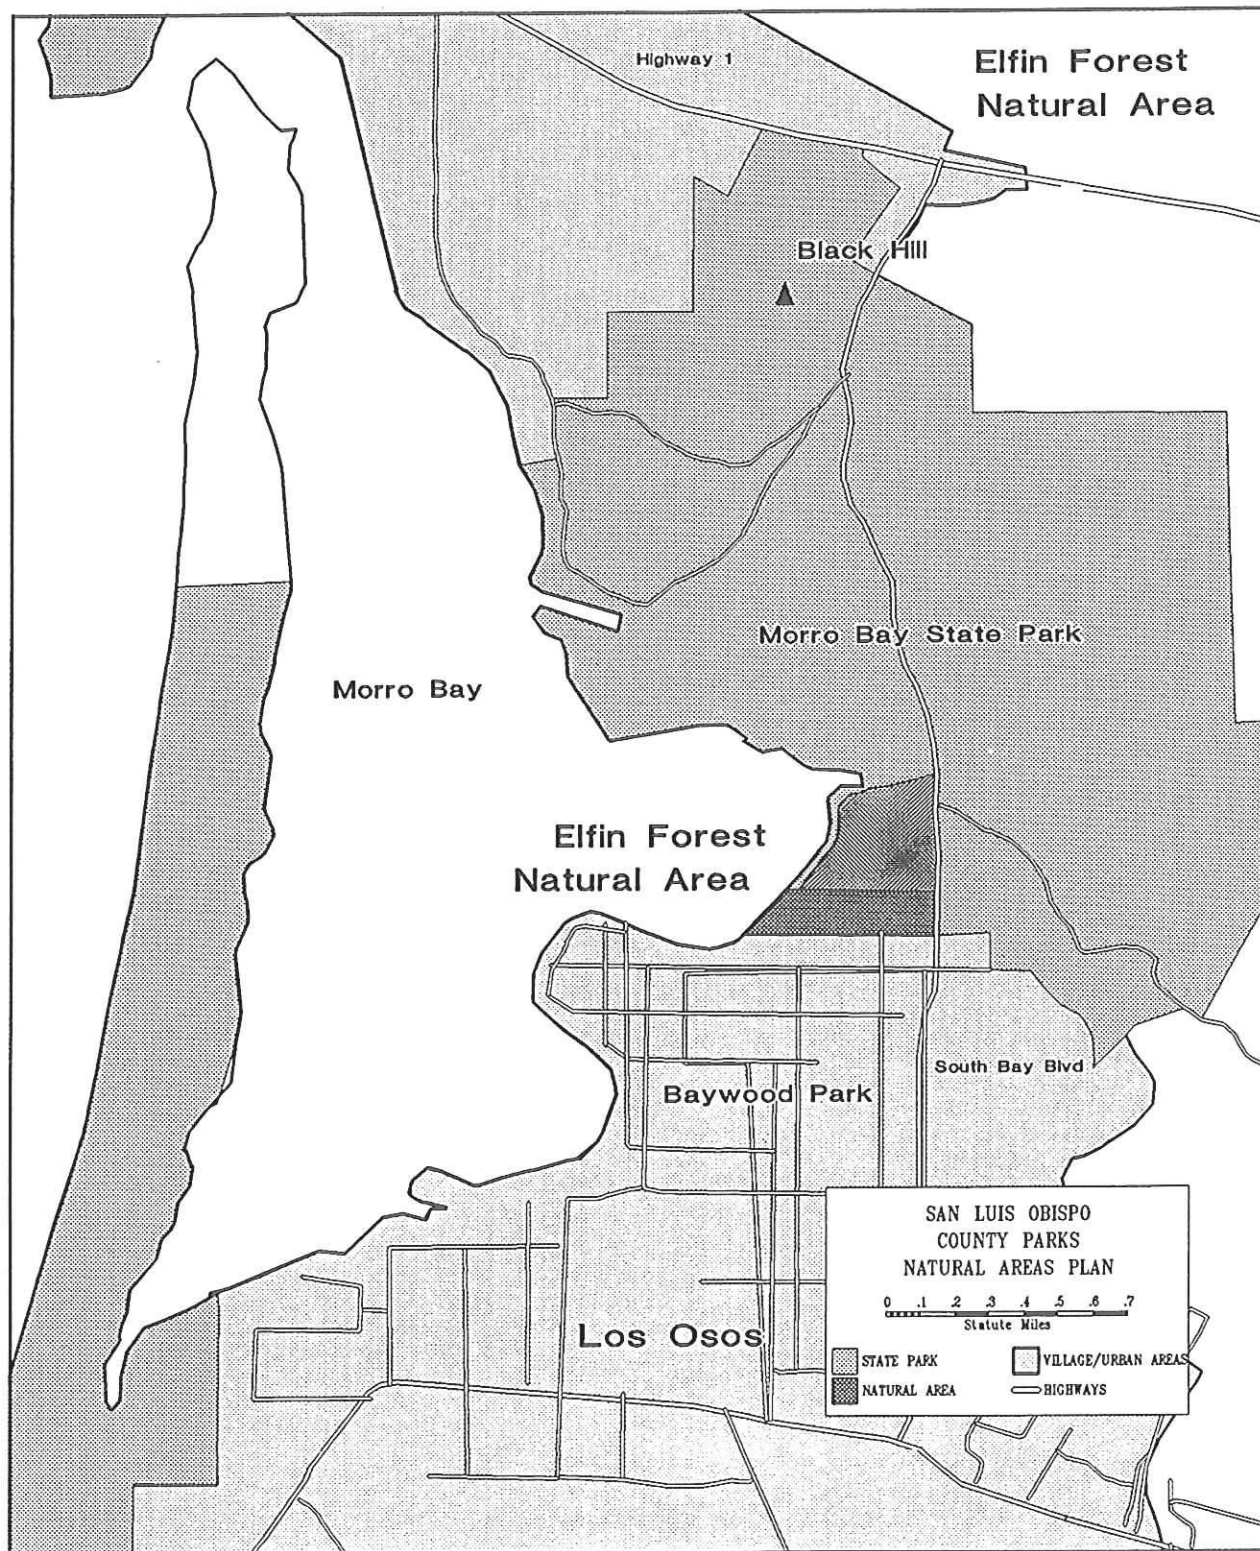 Highway 1
Elfin Forest
Natural Area
Black Hill
Morro Bay State Park
Morro Bay
Elfin Forest
Natural Area
South Bay Blvd
Baywood Park
SAN LUIS OBISPO
COUNTY PARKS
NATURAL AREAS PLAN
0 .1 .2 .3 .4 .5 .6 .7
Statute Miles
Los Osos
STATE PARK
VILLAGE/URBAN AREAS
NATURAL AREA
HIGHWAYS